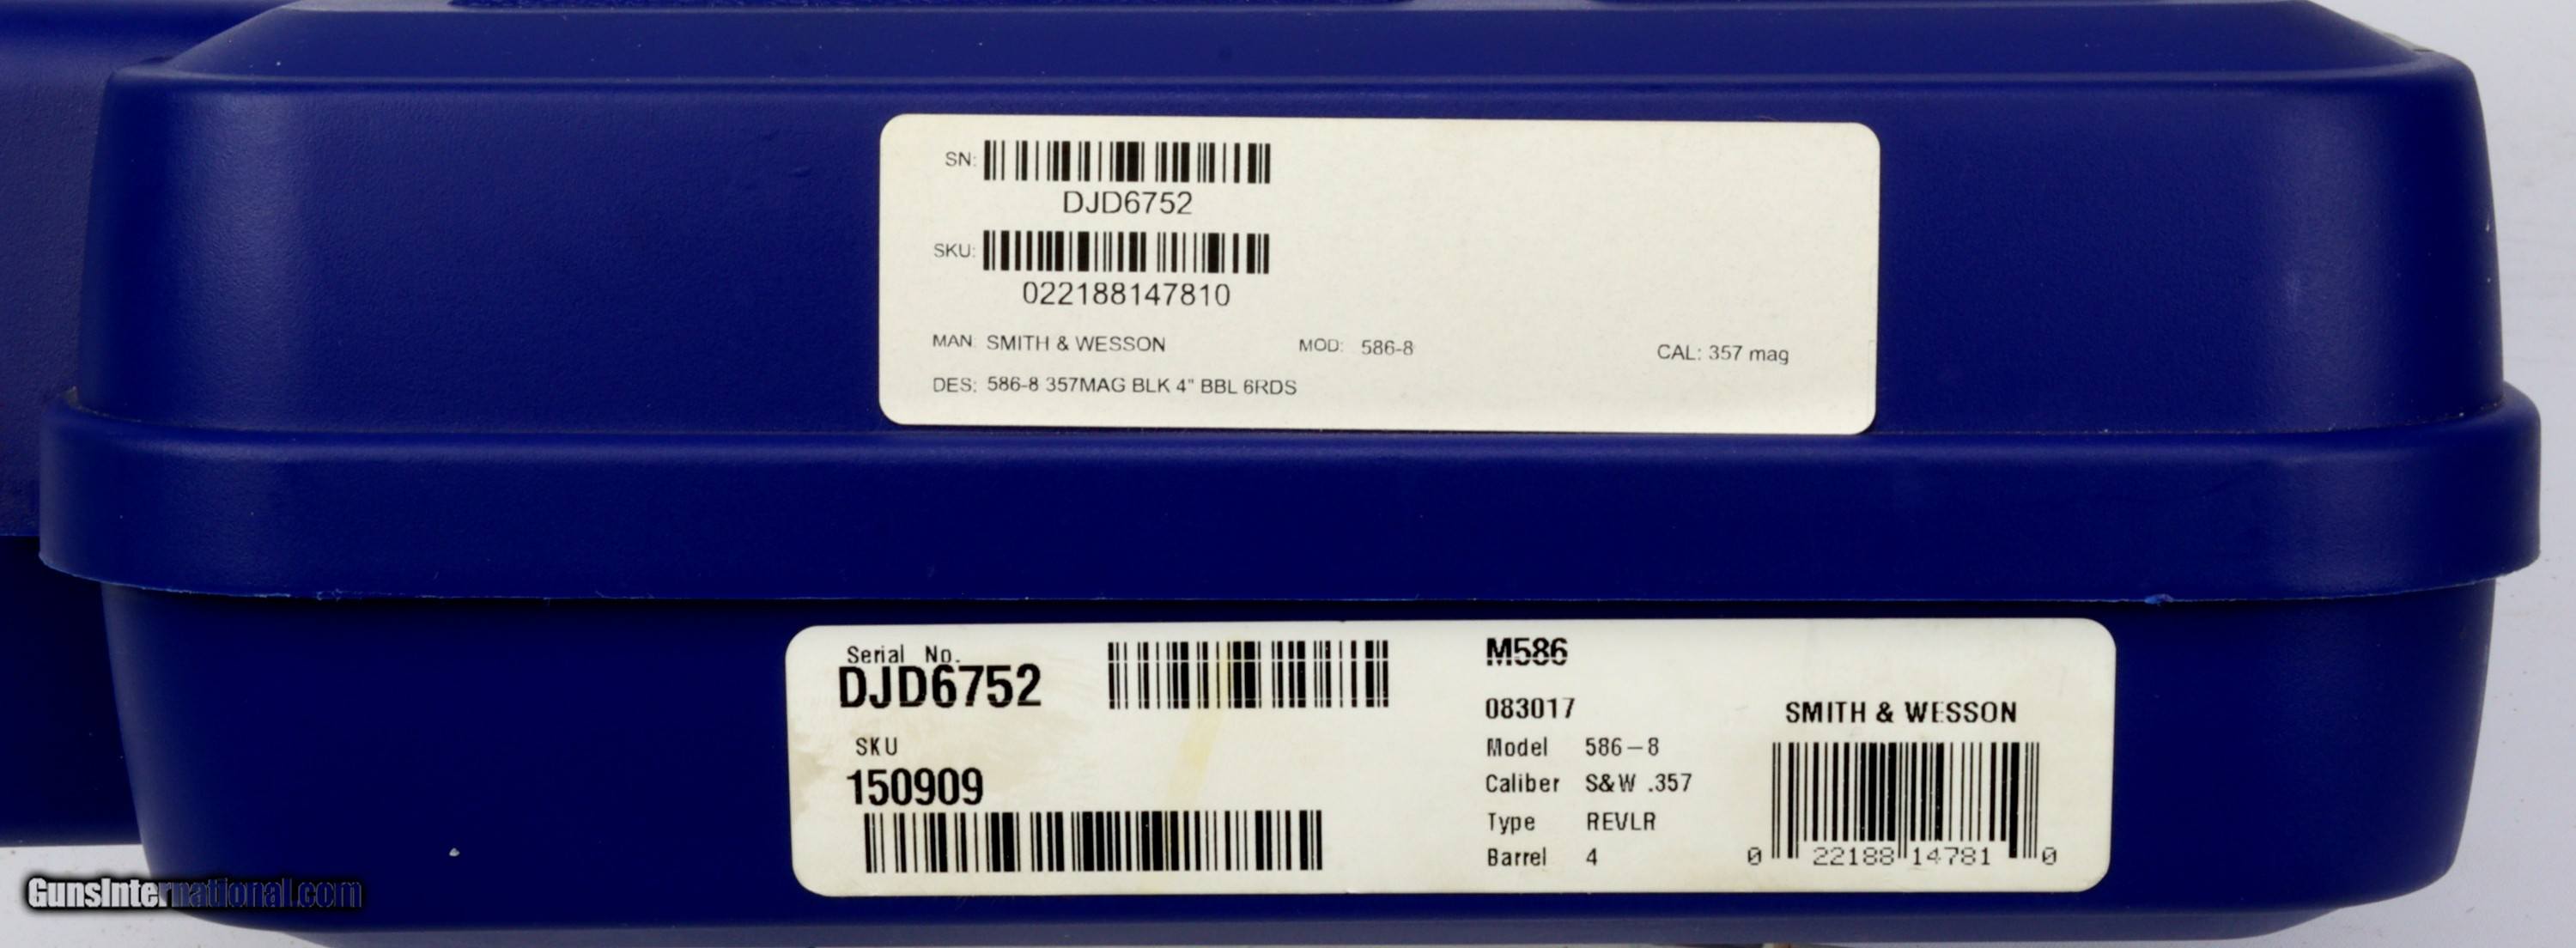 SN:
DJD6752
SKU:
022188147810
MAN: SMITH & WESSON MOD: 586-8 CAL: 357 mag
DES: 586-8 357MAG BLK 4" BBL 6RDS
Serial No.
DJD6752
SKU
150909
M586
083017
Model 586-8
Caliber S&W .357
Type REVLR
Barrel 4
SMITH & WESSON
0 22188 14781 0
GunsInternational.com